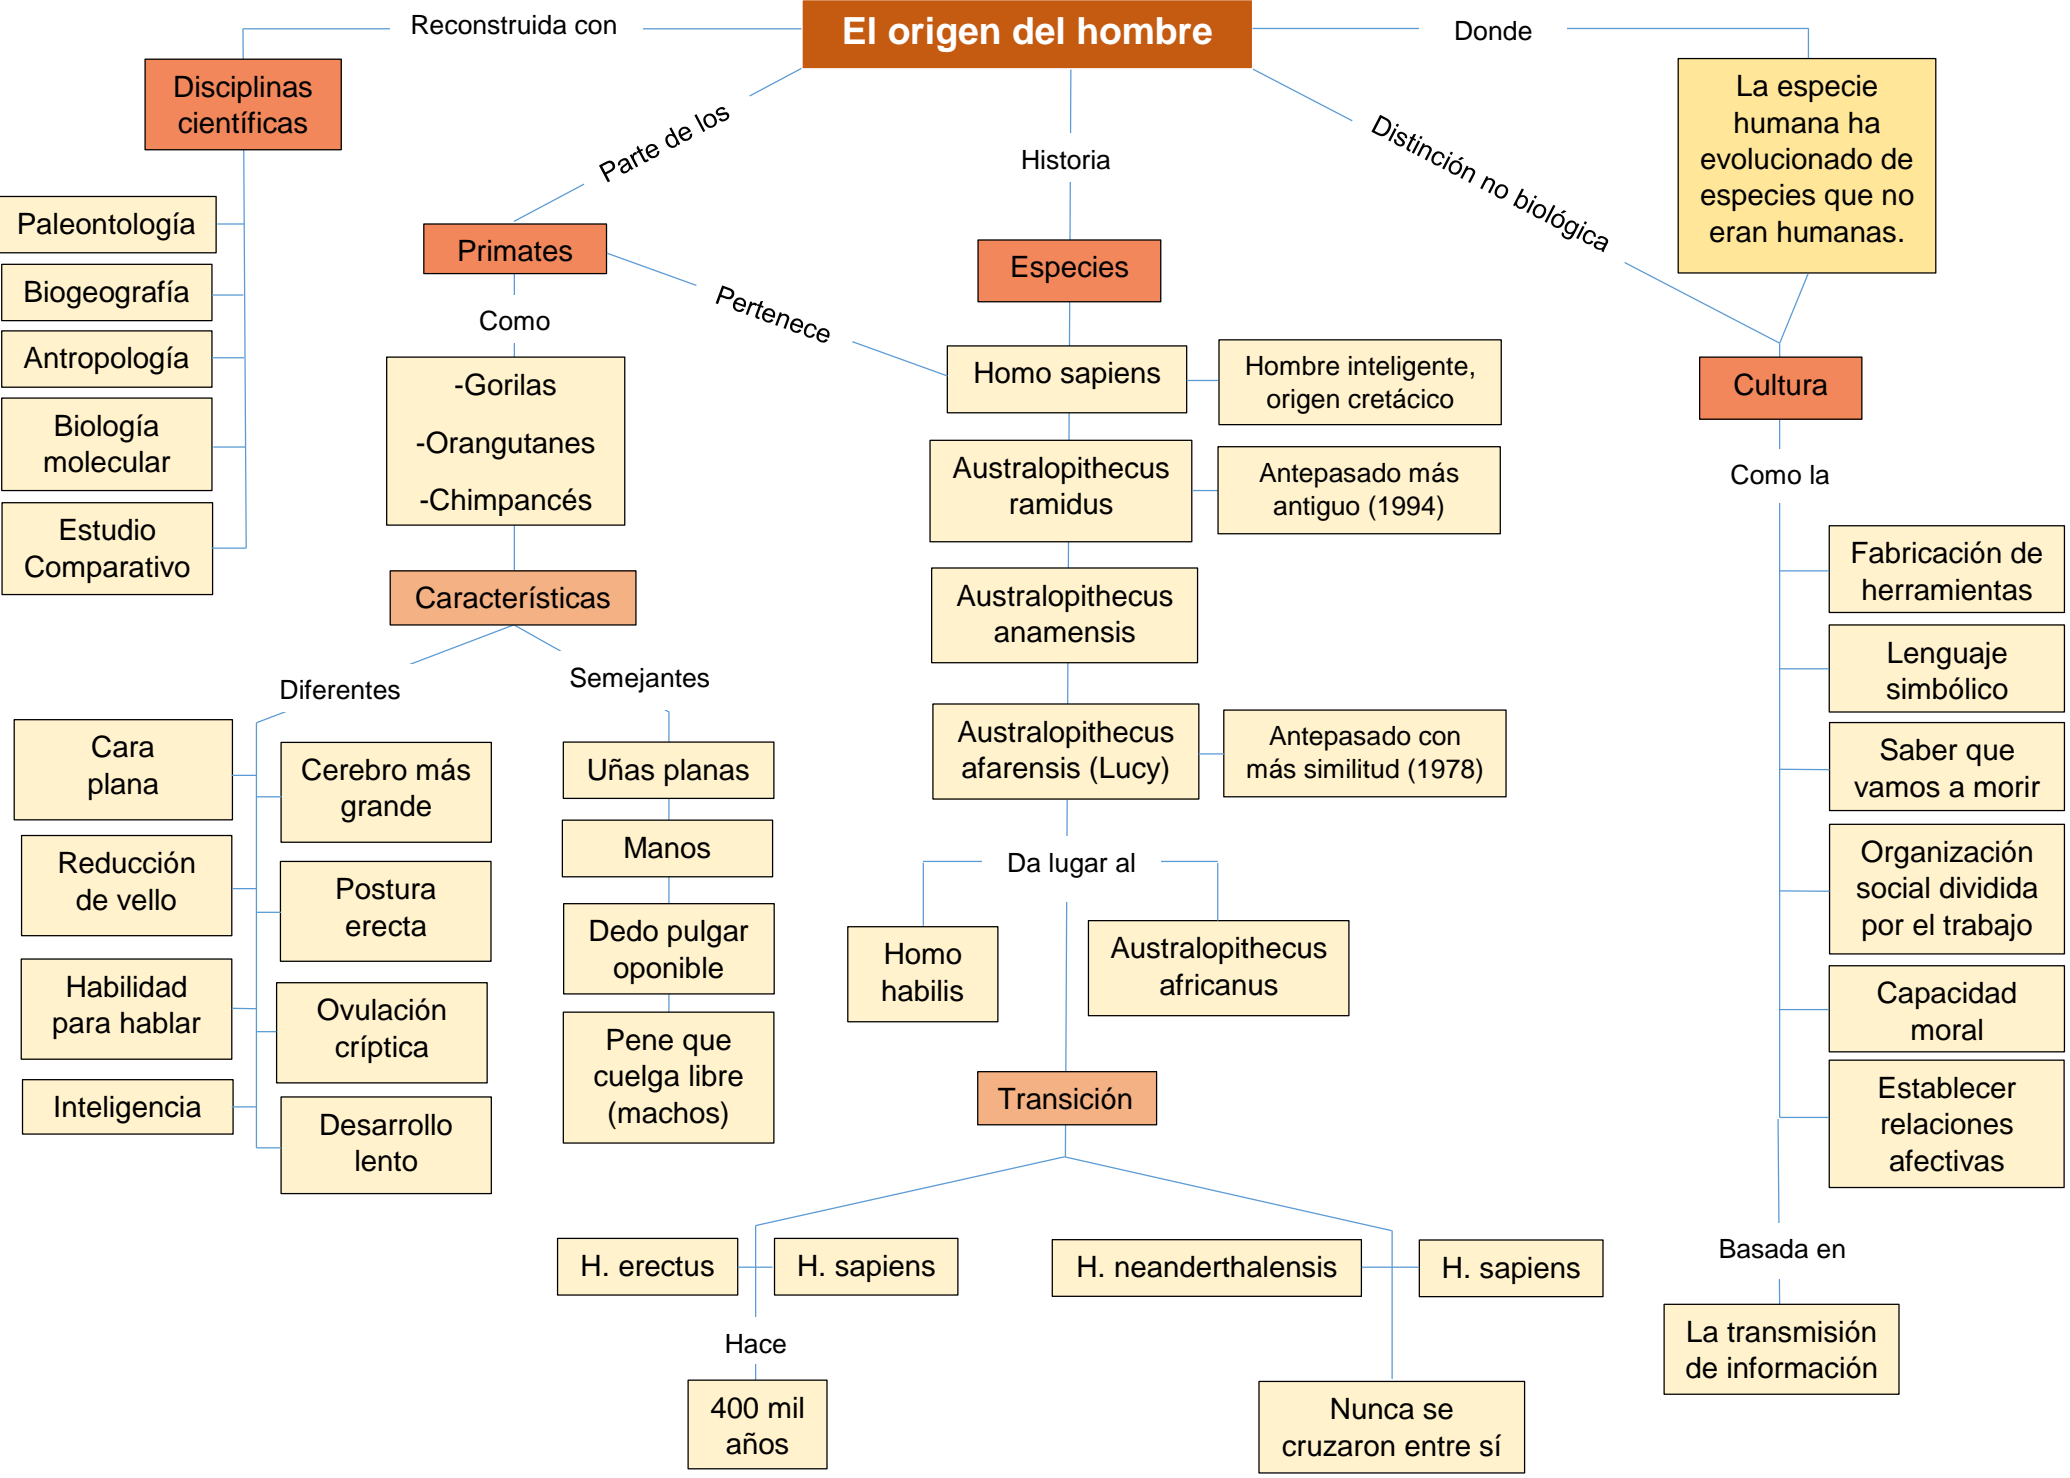 El origen del hombre
Reconstruida con
Disciplinas
científicas
Paleontología
Biogeografía
Antropología
Biología
molecular
Estudio
Comparativo
Parte de los
Primates
Como
-Gorilas
-Orangutanes
-Chimpancés
Características
Diferentes
Cara
plana
Reducción
de vello
Habilidad
para hablar
Inteligencia
Cerebro más
grande
Postura
erecta
Ovulación
críptica
Desarrollo
lento
Semejantes
Uñas planas
Manos
Dedo pulgar
oponible
Pene que
cuelga libre
(machos)
Pertenece
Historia
Especies
Homo sapiens
Hombre inteligente,
origen cretácico
Australopithecus
ramidus
Antepasado más
antiguo (1994)
Australopithecus
anamensis
Australopithecus
afarensis (Lucy)
Antepasado con
más similitud (1978)
Da lugar al
Homo
habilis
Australopithecus
africanus
Transición
H. erectus
H. sapiens
Hace
400 mil
años
H. neanderthalensis
H. sapiens
Nunca se
cruzaron entre sí
Distinción no biológica
Donde
La especie
humana ha
evolucionado de
especies que no
eran humanas.
Cultura
Como la
Fabricación de
herramientas
Lenguaje
simbólico
Saber que
vamos a morir
Organización
social dividida
por el trabajo
Capacidad
moral
Establecer
relaciones
afectivas
Basada en
La transmisión
de información